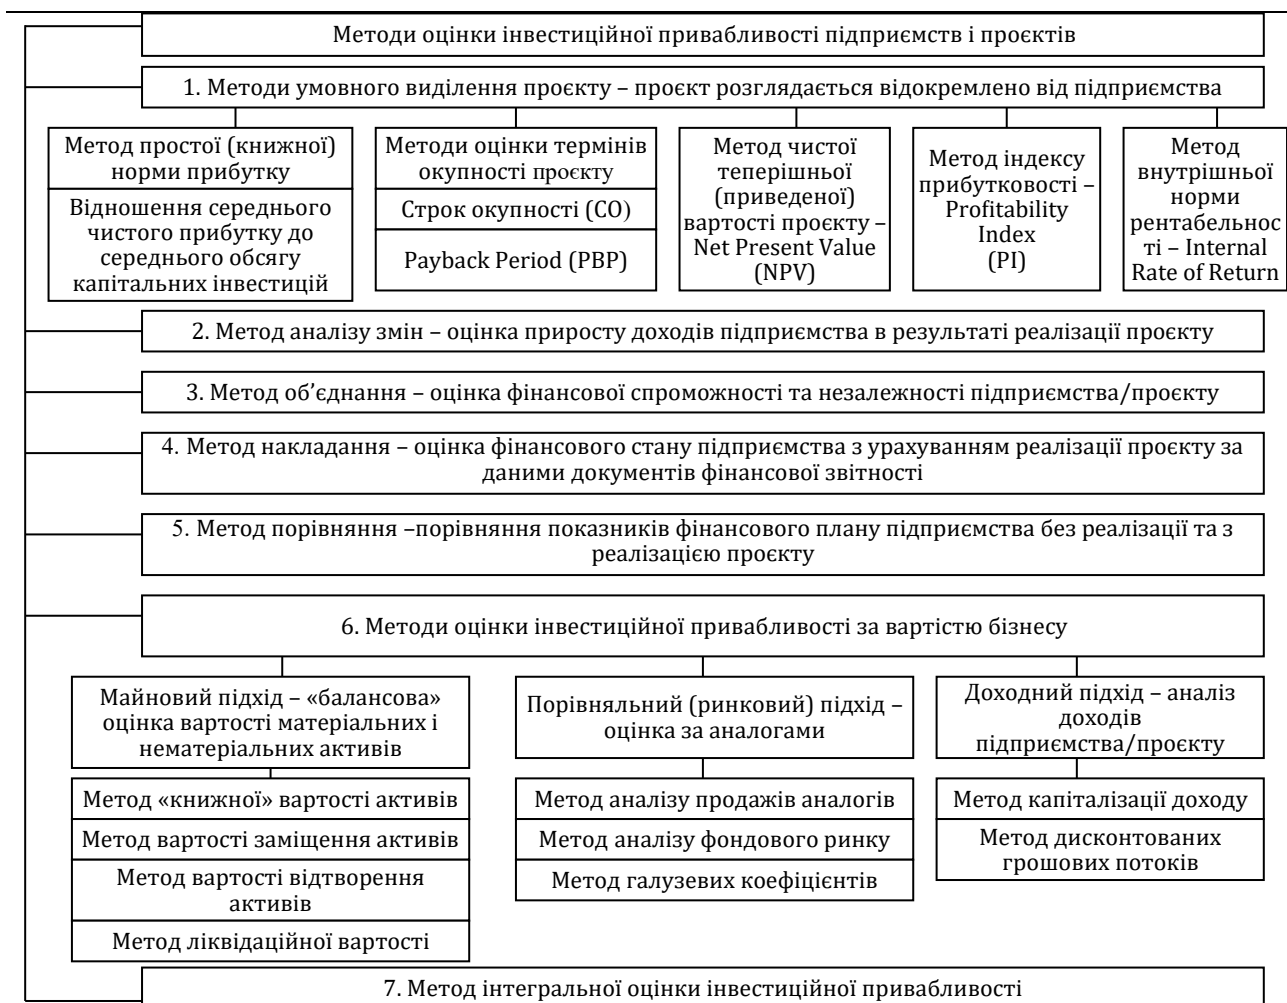 Методи оцінки інвестиційної привабливості підприємств і проєктів
1. Методи умовного виділення проєкту – проєкт розглядається відокремлено від підприємства
Метод простої (книжної)
норми прибутку
Відношення середнього
чистого прибутку до
середнього обсягу
капітальних інвестицій
Методи оцінки термінів
окупності проєкту
Строк окупності (СО)
Payback Period (PBP)
Метод чистої
теперішньої
(приведеної)
вартості проєкту –
Net Present Value
(NPV)
Метод індексу
прибутковості –
Profitability
Index
(PI)
Метод
внутрішньої
норми
рентабельнос
ті – Internal
Rate of Return
2. Метод аналізу змін – оцінка приросту доходів підприємства в результаті реалізації проєкту
3. Метод об’єднання – оцінка фінансової спроможності та незалежності підприємства/проєкту
4. Метод накладання – оцінка фінансового стану підприємства з урахуванням реалізації проєкту за
даними документів фінансової звітності
5. Метод порівняння –порівняння показників фінансового плану підприємства без реалізації та з
реалізацією проєкту
6. Методи оцінки інвестиційної привабливості за вартістю бізнесу
Майновий підхід – «балансова»
оцінка вартості матеріальних і
нематеріальних активів
Метод «книжної» вартості активів
Метод вартості заміщення активів
Метод вартості відтворення
активів
Метод ліквідаційної вартості
Порівняльний (ринковий) підхід –
оцінка за аналогами
Метод аналізу продажів аналогів
Метод аналізу фондового ринку
Метод галузевих коефіцієнтів
Доходний підхід – аналіз
доходів
підприємства/проєкту
Метод капіталізації доходу
Метод дисконтованих
грошових потоків
7. Метод інтегральної оцінки інвестиційної привабливості